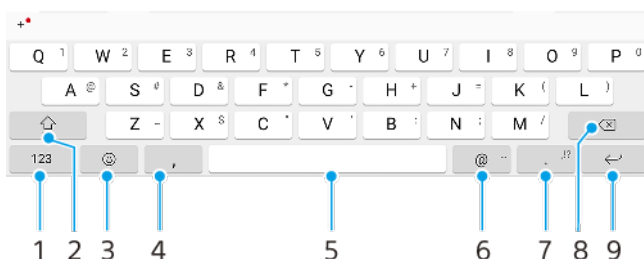 +
Q 1 W 2 E 3 R 4 T 5 Y 6 U 7 I 8 O 9 P 0
A @ S # D & F * G - H + J = K ( L )
Z _ X $ C " V ' B : N ; M /
123 , @ . ,!?
1 2 3 4 5 6 7 8 9